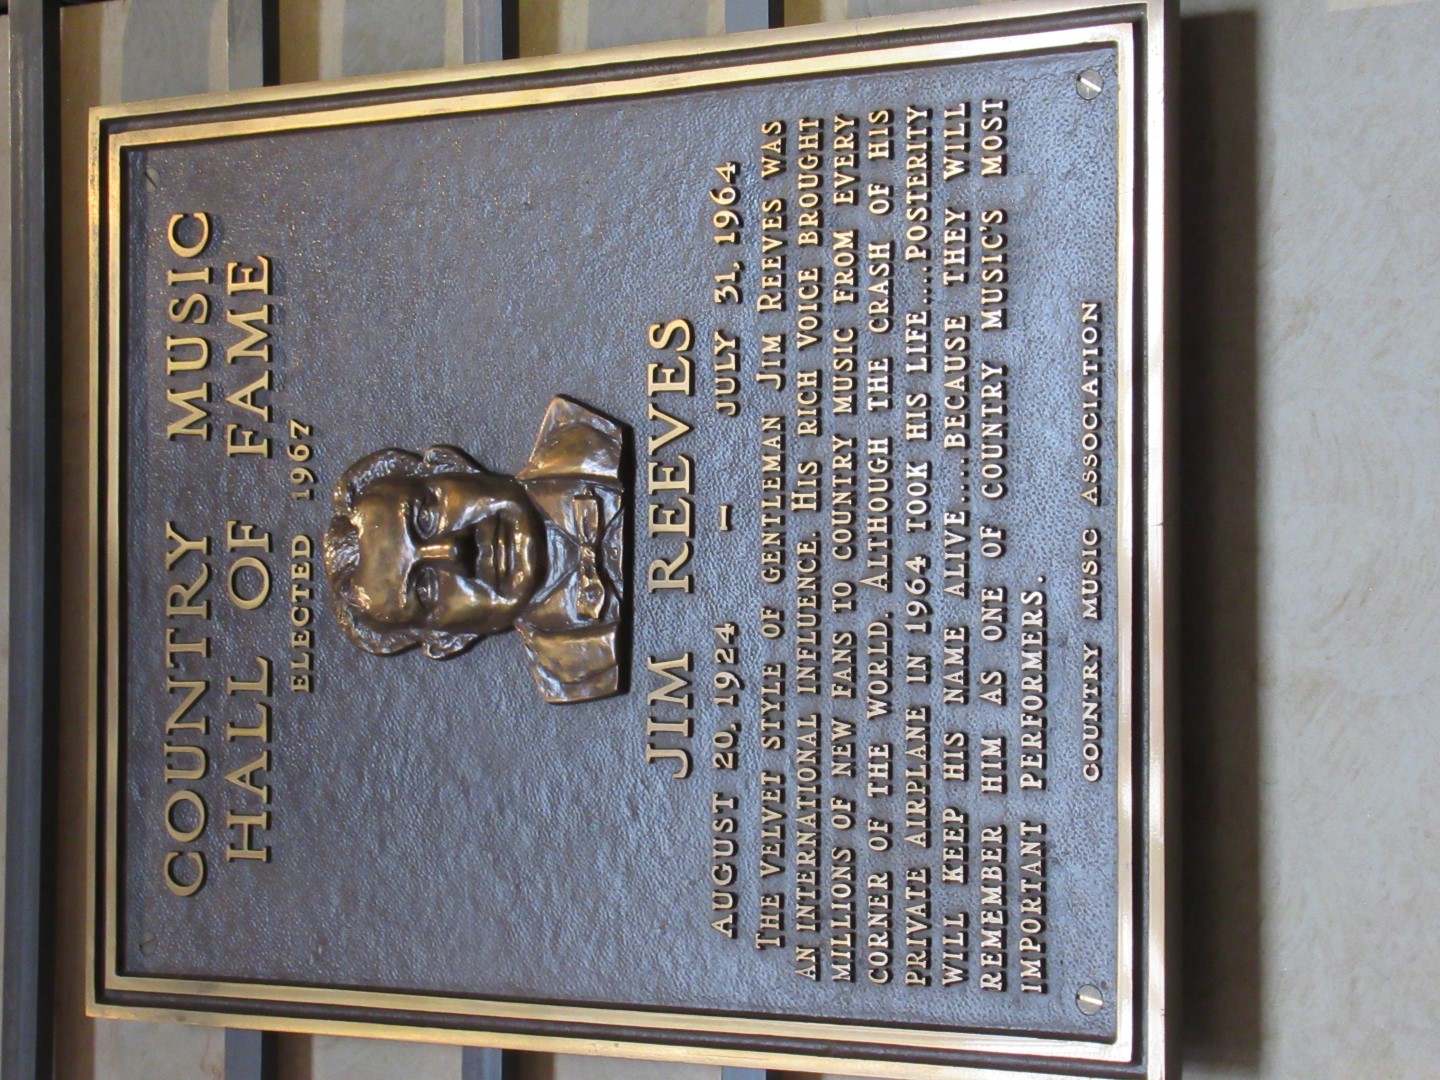 COUNTRY MUSIC
HALL OF FAME
ELECTED 1967
JIM REEVES
AUGUST 20, 1924 — JULY 31, 1964
THE VELVET STYLE OF GENTLEMAN JIM REEVES WAS
AN INTERNATIONAL INFLUENCE. HIS RICH VOICE BROUGHT
MILLIONS OF NEW FANS TO COUNTRY MUSIC FROM EVERY
CORNER OF THE WORLD. ALTHOUGH THE CRASH OF HIS
PRIVATE AIRPLANE IN 1964 TOOK HIS LIFE....POSTERITY
WILL KEEP HIS NAME ALIVE....BECAUSE THEY WILL
REMEMBER HIM AS ONE OF COUNTRY MUSIC'S MOST
IMPORTANT PERFORMERS.
COUNTRY MUSIC ASSOCIATION